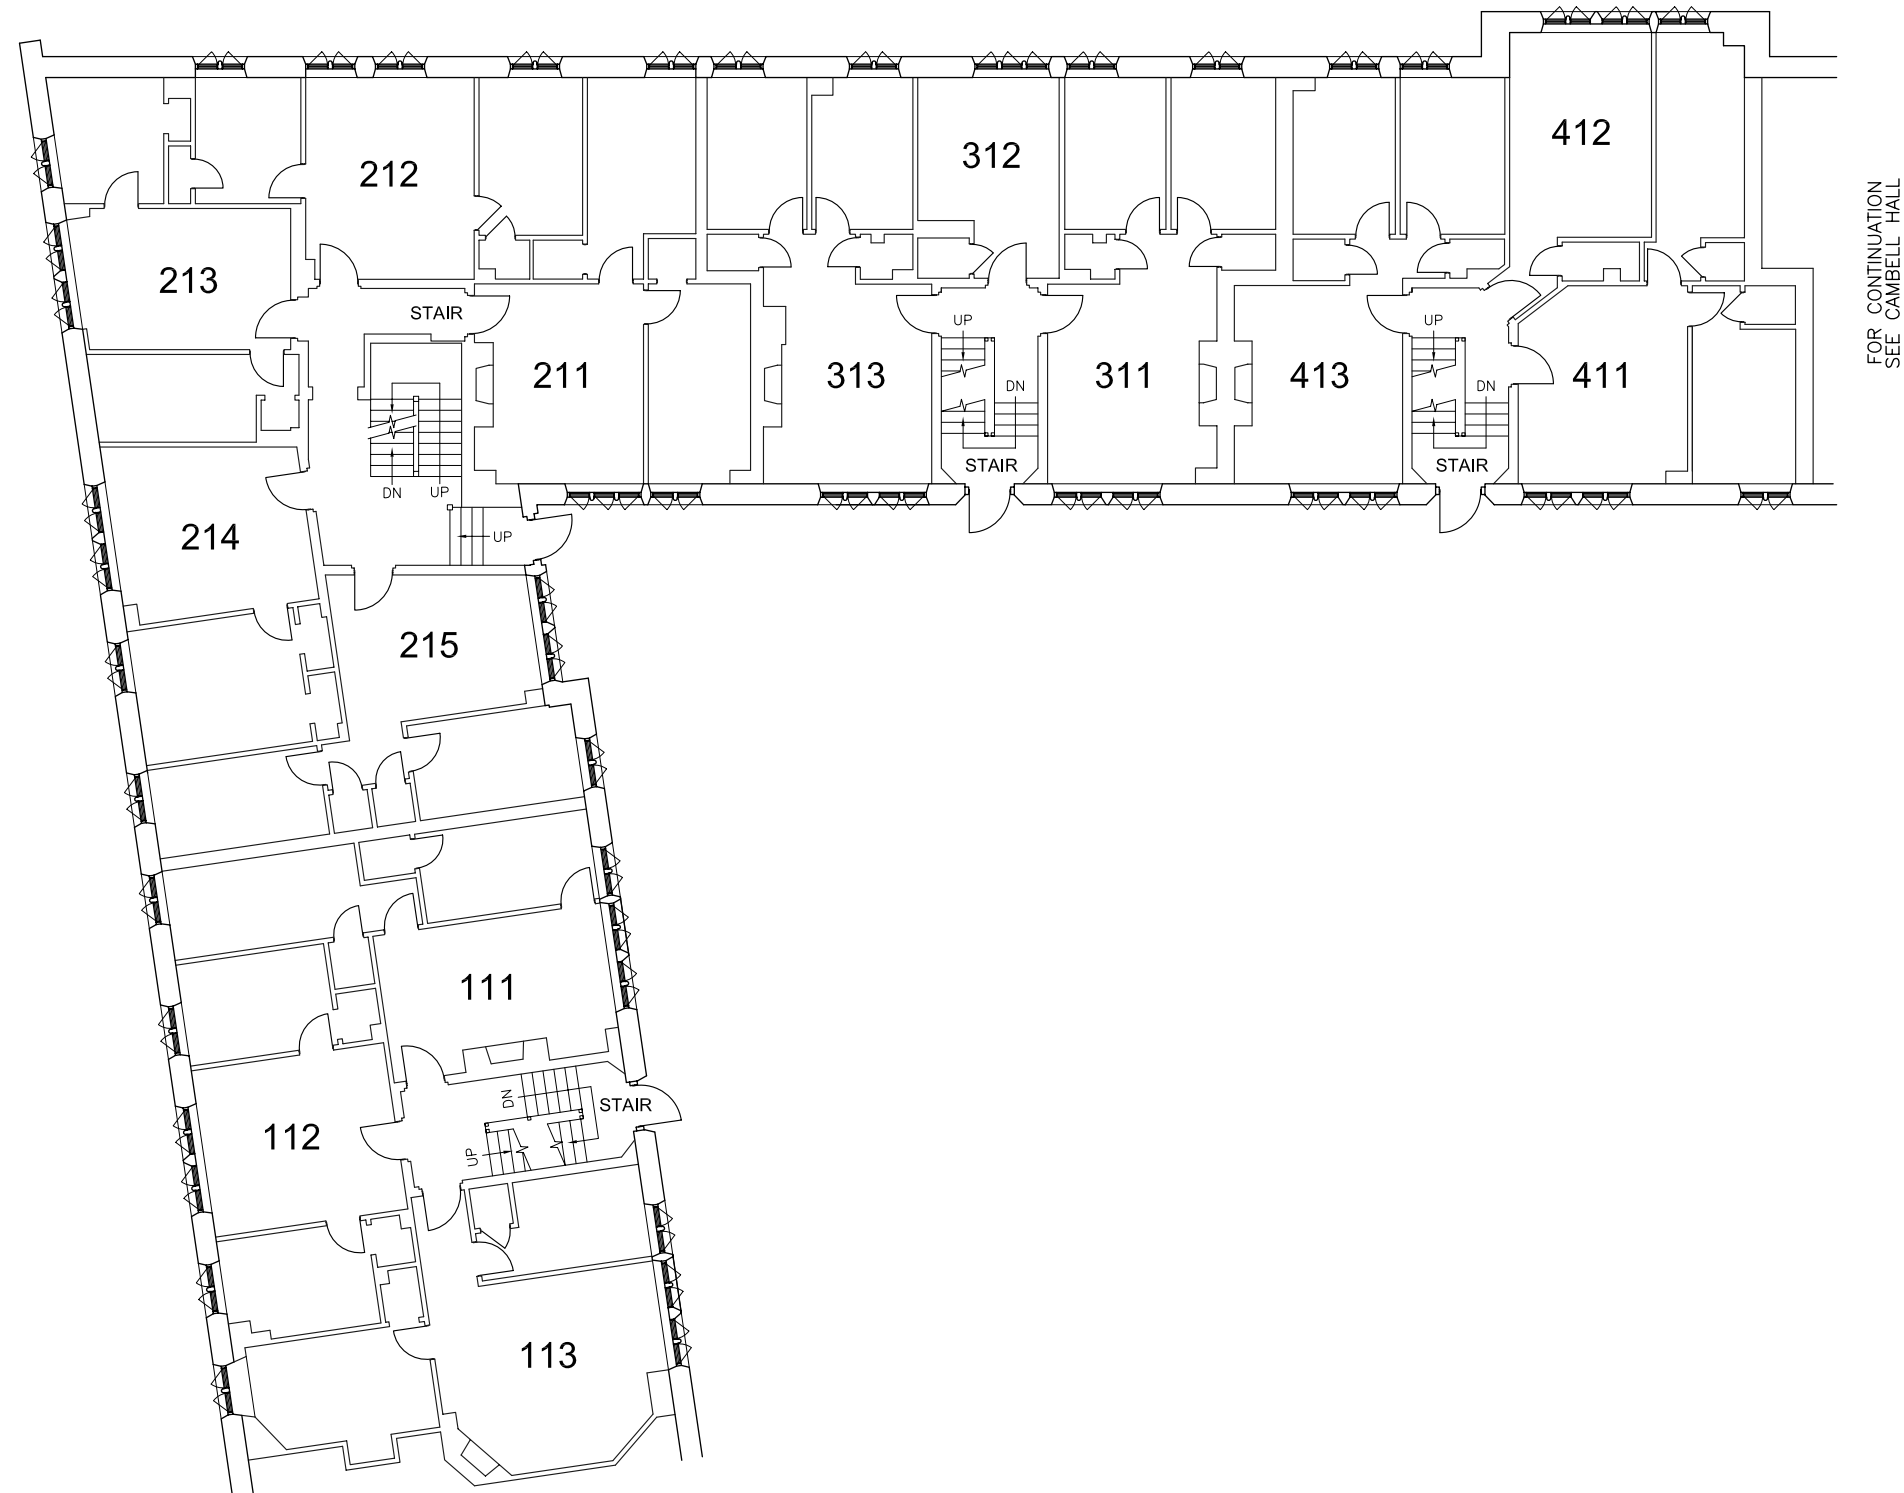 412
312
212
FOR CONTINUATION
SEE CAMBELL HALL
213
STAIR
UP
UP
211
313
DN
311
413
DN
411
STAIR
STAIR
DN
UP
214
UP
215
111
DN
STAIR
112
UP
113